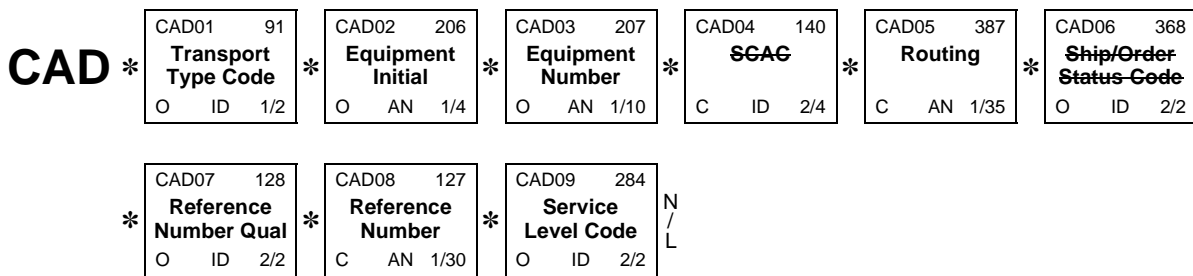 CAD * CAD01 91 * CAD02 206 * CAD03 207 * CAD04 140 * CAD05 387 * CAD06 368
Transport Equipment Equipment SCAC Routing Ship/Order
Type Code Initial Number Status Code
O ID 1/2 O AN 1/4 O AN 1/10 C ID 2/4 C AN 1/35 O ID 2/2
* CAD07 128 * CAD08 127 * CAD09 284 N
Reference Reference Service /
Number Qual Number Level Code L
O ID 2/2 C AN 1/30 O ID 2/2